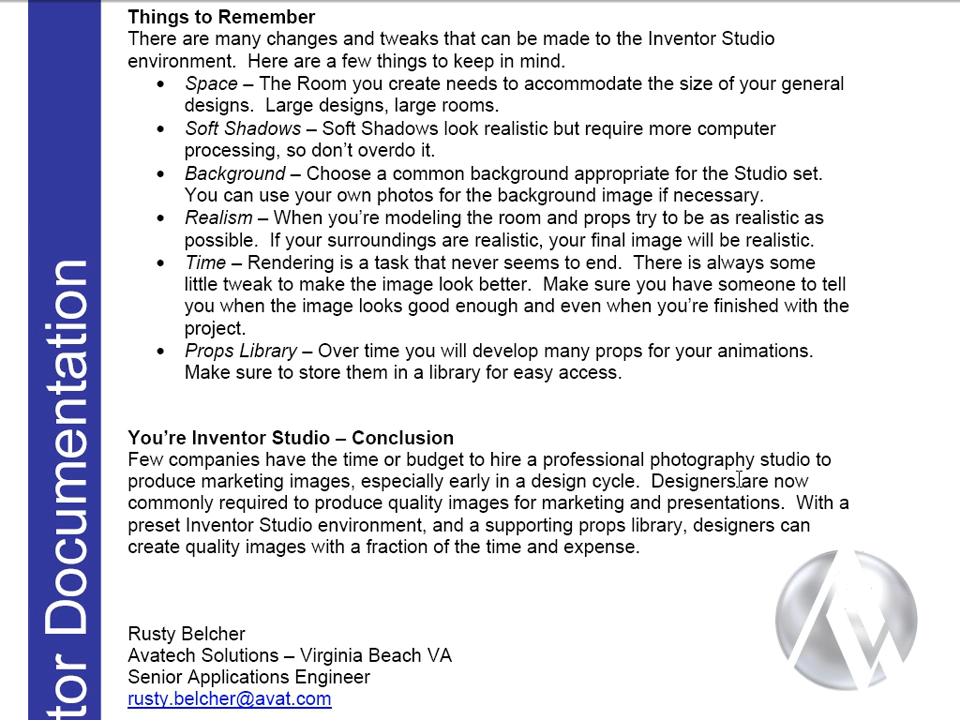 Things to Remember
There are many changes and tweaks that can be made to the Inventor Studio
environment.  Here are a few things to keep in mind.
• Space – The Room you create needs to accommodate the size of your general
designs.  Large designs, large rooms.
• Soft Shadows – Soft Shadows look realistic but require more computer
processing, so don’t overdo it.
• Background – Choose a common background appropriate for the Studio set.
You can use your own photos for the background image if necessary.
• Realism – When you’re modeling the room and props try to be as realistic as
possible.  If your surroundings are realistic, your final image will be realistic.
• Time – Rendering is a task that never seems to end.  There is always some
little tweak to make the image look better.  Make sure you have someone to tell
you when the image looks good enough and even when you’re finished with the
project.
• Props Library – Over time you will develop many props for your animations.
Make sure to store them in a library for easy access.
You’re Inventor Studio – Conclusion
Few companies have the time or budget to hire a professional photography studio to
produce marketing images, especially early in a design cycle.  Designers are now
commonly required to produce quality images for marketing and presentations.  With a
preset Inventor Studio environment, and a supporting props library, designers can
create quality images with a fraction of the time and expense.
Rusty Belcher
Avatech Solutions – Virginia Beach VA
Senior Applications Engineer
rusty.belcher@avat.com
tor Documentation